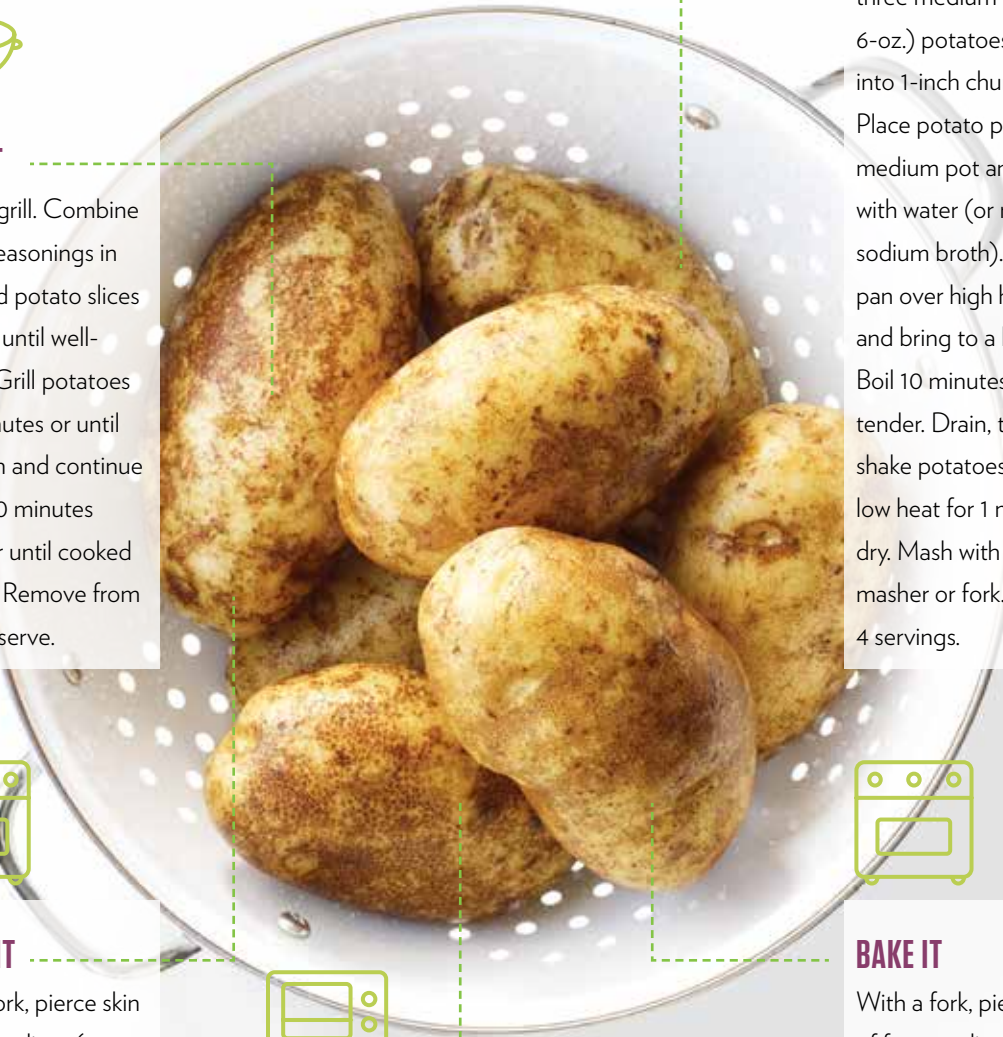 grill. Combine
easonings in
d potato slices
until well-
Grill potatoes
utes or until
n and continue
0 minutes
r until cooked
Remove from
serve.
IT
ork, pierce skin
three medium
6-oz.) potatoes
into 1-inch chu
Place potato p
medium pot an
with water (or r
sodium broth).
pan over high h
and bring to a
Boil 10 minutes
tender. Drain, t
shake potatoes
low heat for 1 m
dry. Mash with
masher or fork.
4 servings.
BAKE IT
With a fork, pie